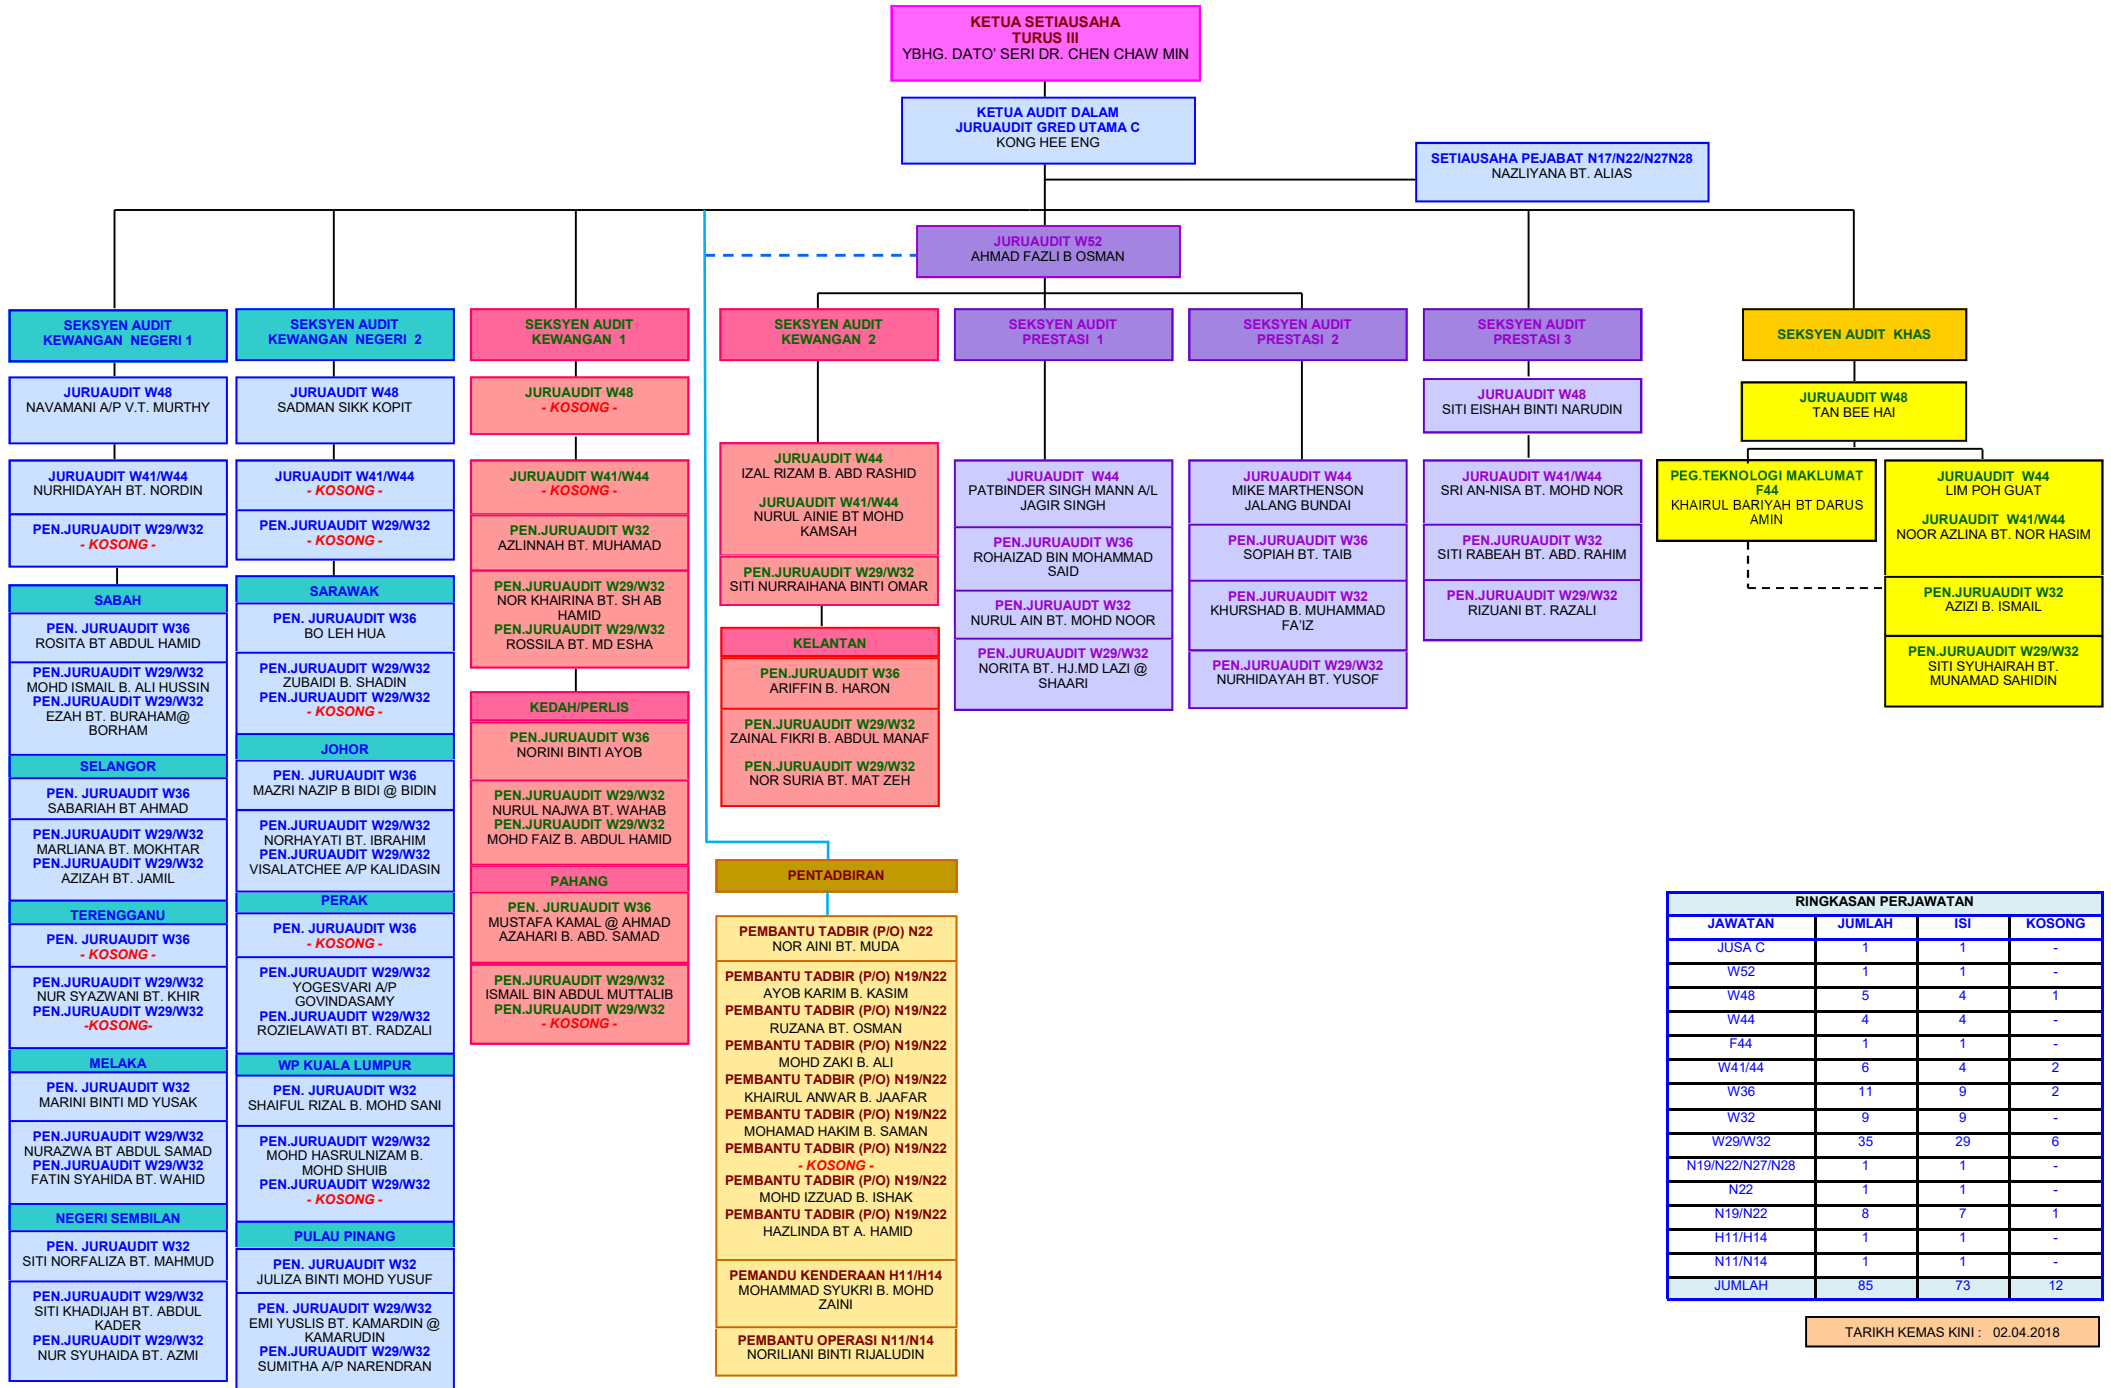 KETUA SETIAUSAHA
TURUS III
YBHG. DATO' SERI DR. CHEN CHAW MIN
KETUA AUDIT DALAM
JURUAUDIT GRED UTAMA C
KONG HEE ENG
SETIAUSAHA PEJABAT N17/N22/N27N28
NAZLIYANA BT. ALIAS
JURUAUDIT W52
AHMAD FAZLI B OSMAN
SEKSYEN AUDIT
KEWANGAN NEGERI 1
JURUAUDIT W48
NAVAMANI A/P V.T. MURTHY
JURUAUDIT W41/W44
NURHIDAYAH BT. NORDIN
PEN.JURUAUDIT W29/W32
- KOSONG -
SABAH
PEN. JURUAUDIT W36
ROSITA BT ABDUL HAMID
PEN.JURUAUDIT W29/W32
MOHD ISMAIL B. ALI HUSSIN
PEN.JURUAUDIT W29/W32
EZAH BT. BURAHAM@
BORHAM
SELANGOR
PEN. JURUAUDIT W36
SABARIAH BT AHMAD
PEN.JURUAUDIT W29/W32
MARLIANA BT. MOKHTAR
PEN.JURUAUDIT W29/W32
AZIZAH BT. JAMIL
TERENGGANU
PEN. JURUAUDIT W36
- KOSONG -
PEN.JURUAUDIT W29/W32
NUR SYAZWANI BT. KHIR
PEN.JURUAUDIT W29/W32
-KOSONG-
MELAKA
PEN. JURUAUDIT W32
MARINI BINTI MD YUSAK
PEN.JURUAUDIT W29/W32
NURAZWA BT ABDUL SAMAD
PEN.JURUAUDIT W29/W32
FATIN SYAHIDA BT. WAHID
NEGERI SEMBILAN
PEN. JURUAUDIT W32
SITI NORFALIZA BT. MAHMUD
PEN.JURUAUDIT W29/W32
SITI KHADIJAH BT. ABDUL
KADER
PEN.JURUAUDIT W29/W32
NUR SYUHAIDA BT. AZMI
SEKSYEN AUDIT
KEWANGAN NEGERI 2
JURUAUDIT W48
SADMAN SIKK KOPIT
JURUAUDIT W41/W44
- KOSONG -
PEN.JURUAUDIT W29/W32
- KOSONG -
SARAWAK
PEN. JURUAUDIT W36
BO LEH HUA
PEN.JURUAUDIT W29/W32
ZUBAIDI B. SHADIN
PEN.JURUAUDIT W29/W32
- KOSONG -
JOHOR
PEN. JURUAUDIT W36
MAZRI NAZIP B BIDI @ BIDIN
PEN.JURUAUDIT W29/W32
NORHAYATI BT. IBRAHIM
PEN.JURUAUDIT W29/W32
VISALATCHEE A/P KALIDASIN
PERAK
PEN. JURUAUDIT W36
- KOSONG -
PEN.JURUAUDIT W29/W32
YOGESVARI A/P
GOVINDASAMY
PEN.JURUAUDIT W29/W32
ROZIELAWATI BT. RADZALI
WP KUALA LUMPUR
PEN. JURUAUDIT W32
SHAIFUL RIZAL B. MOHD SANI
PEN.JURUAUDIT W29/W32
MOHD HASRULNIZAM B.
MOHD SHUIB
PEN.JURUAUDIT W29/W32
- KOSONG -
PULAU PINANG
PEN. JURUAUDIT W32
JULIZA BINTI MOHD YUSUF
PEN. JURUAUDIT W29/W32
EMI YUSLIS BT. KAMARDIN @
KAMARUDIN
PEN.JURUAUDIT W29/W32
SUMITHA A/P NARENDRAN
SEKSYEN AUDIT
KEWANGAN 1
JURUAUDIT W48
- KOSONG -
JURUAUDIT W41/W44
- KOSONG -
PEN.JURUAUDIT W32
AZLINNAH BT. MUHAMAD
PEN.JURUAUDIT W29/W32
NOR KHAIRINA BT. SH AB
HAMID
PEN.JURUAUDIT W29/W32
ROSSILA BT. MD ESHA
KEDAH/PERLIS
PEN.JURUAUDIT W36
NORINI BINTI AYOB
PEN.JURUAUDIT W29/W32
NURUL NAJWA BT. WAHAB
PEN.JURUAUDIT W29/W32
MOHD FAIZ B. ABDUL HAMID
PAHANG
PEN. JURUAUDIT W36
MUSTAFA KAMAL @ AHMAD
AZAHARI B. ABD. SAMAD
PEN.JURUAUDIT W29/W32
ISMAIL BIN ABDUL MUTTALIB
PEN.JURUAUDIT W29/W32
- KOSONG -
SEKSYEN AUDIT
KEWANGAN 2
JURUAUDIT W44
IZAL RIZAM B. ABD RASHID
JURUAUDIT W41/W44
NURUL AINIE BT MOHD
KAMSAH
PEN.JURUAUDIT W29/W32
SITI NURRAIHANA BINTI OMAR
KELANTAN
PEN.JURUAUDIT W36
ARIFFIN B. HARON
PEN.JURUAUDIT W29/W32
ZAINAL FIKRI B. ABDUL MANAF
PEN.JURUAUDIT W29/W32
NOR SURIA BT. MAT ZEH
PENTADBIRAN
PEMBANTU TADBIR (P/O) N22
NOR AINI BT. MUDA
PEMBANTU TADBIR (P/O) N19/N22
AYOB KARIM B. KASIM
PEMBANTU TADBIR (P/O) N19/N22
RUZANA BT. OSMAN
PEMBANTU TADBIR (P/O) N19/N22
MOHD ZAKI B. ALI
PEMBANTU TADBIR (P/O) N19/N22
KHAIRUL ANWAR B. JAAFAR
PEMBANTU TADBIR (P/O) N19/N22
MOHAMAD HAKIM B. SAMAN
PEMBANTU TADBIR (P/O) N19/N22
- KOSONG -
PEMBANTU TADBIR (P/O) N19/N22
MOHD IZZUAD B. ISHAK
PEMBANTU TADBIR (P/O) N19/N22
HAZLINDA BT A. HAMID
PEMANDU KENDERAAN H11/H14
MOHAMMAD SYUKRI B. MOHD
ZAINI
PEMBANTU OPERASI N11/N14
NORILIANI BINTI RIJALUDIN
SEKSYEN AUDIT
PRESTASI 1
JURUAUDIT W44
PATBINDER SINGH MANN A/L
JAGIR SINGH
PEN.JURUAUDIT W36
ROHAIZAD BIN MOHAMMAD
SAID
PEN.JURUAUDT W32
NURUL AIN BT. MOHD NOOR
PEN.JURUAUDIT W29/W32
NORITA BT. HJ.MD LAZI @
SHAARI
SEKSYEN AUDIT
PRESTASI 2
JURUAUDIT W44
MIKE MARTHENSON
JALANG BUNDAI
PEN.JURUAUDIT W36
SOPIAH BT. TAIB
PEN.JURUAUDIT W32
KHURSHAD B. MUHAMMAD
FA'IZ
PEN.JURUAUDIT W29/W32
NURHIDAYAH BT. YUSOF
SEKSYEN AUDIT
PRESTASI 3
JURUAUDIT W48
SITI EISHAH BINTI NARUDIN
JURUAUDIT W41/W44
SRI AN-NISA BT. MOHD NOR
PEN.JURUAUDIT W32
SITI RABEAH BT. ABD. RAHIM
PEN.JURUAUDIT W29/W32
RIZUANI BT. RAZALI
SEKSYEN AUDIT KHAS
JURUAUDIT W48
TAN BEE HAI
PEG.TEKNOLOGI MAKLUMAT
F44
KHAIRUL BARIYAH BT DARUS
AMIN
JURUAUDIT W44
LIM POH GUAT
JURUAUDIT W41/W44
NOOR AZLINA BT. NOR HASIM
PEN.JURUAUDIT W32
AZIZI B. ISMAIL
PEN.JURUAUDIT W29/W32
SITI SYUHAIRAH BT.
MUNAMAD SAHIDIN
RINGKASAN PERJAWATAN
JAWATAN JUMLAH ISI KOSONG
JUSA C 1 1 -
W52 1 1 -
W48 5 4 1
W44 4 4 -
F44 1 1 -
W41/44 6 4 2
W36 11 9 2
W32 9 9 -
W29/W32 35 29 6
N19/N22/N27/N28 1 1 -
N22 1 1 -
N19/N22 8 7 1
H11/H14 1 1 -
N11/N14 1 1 -
JUMLAH 85 73 12
TARIKH KEMAS KINI : 02.04.2018